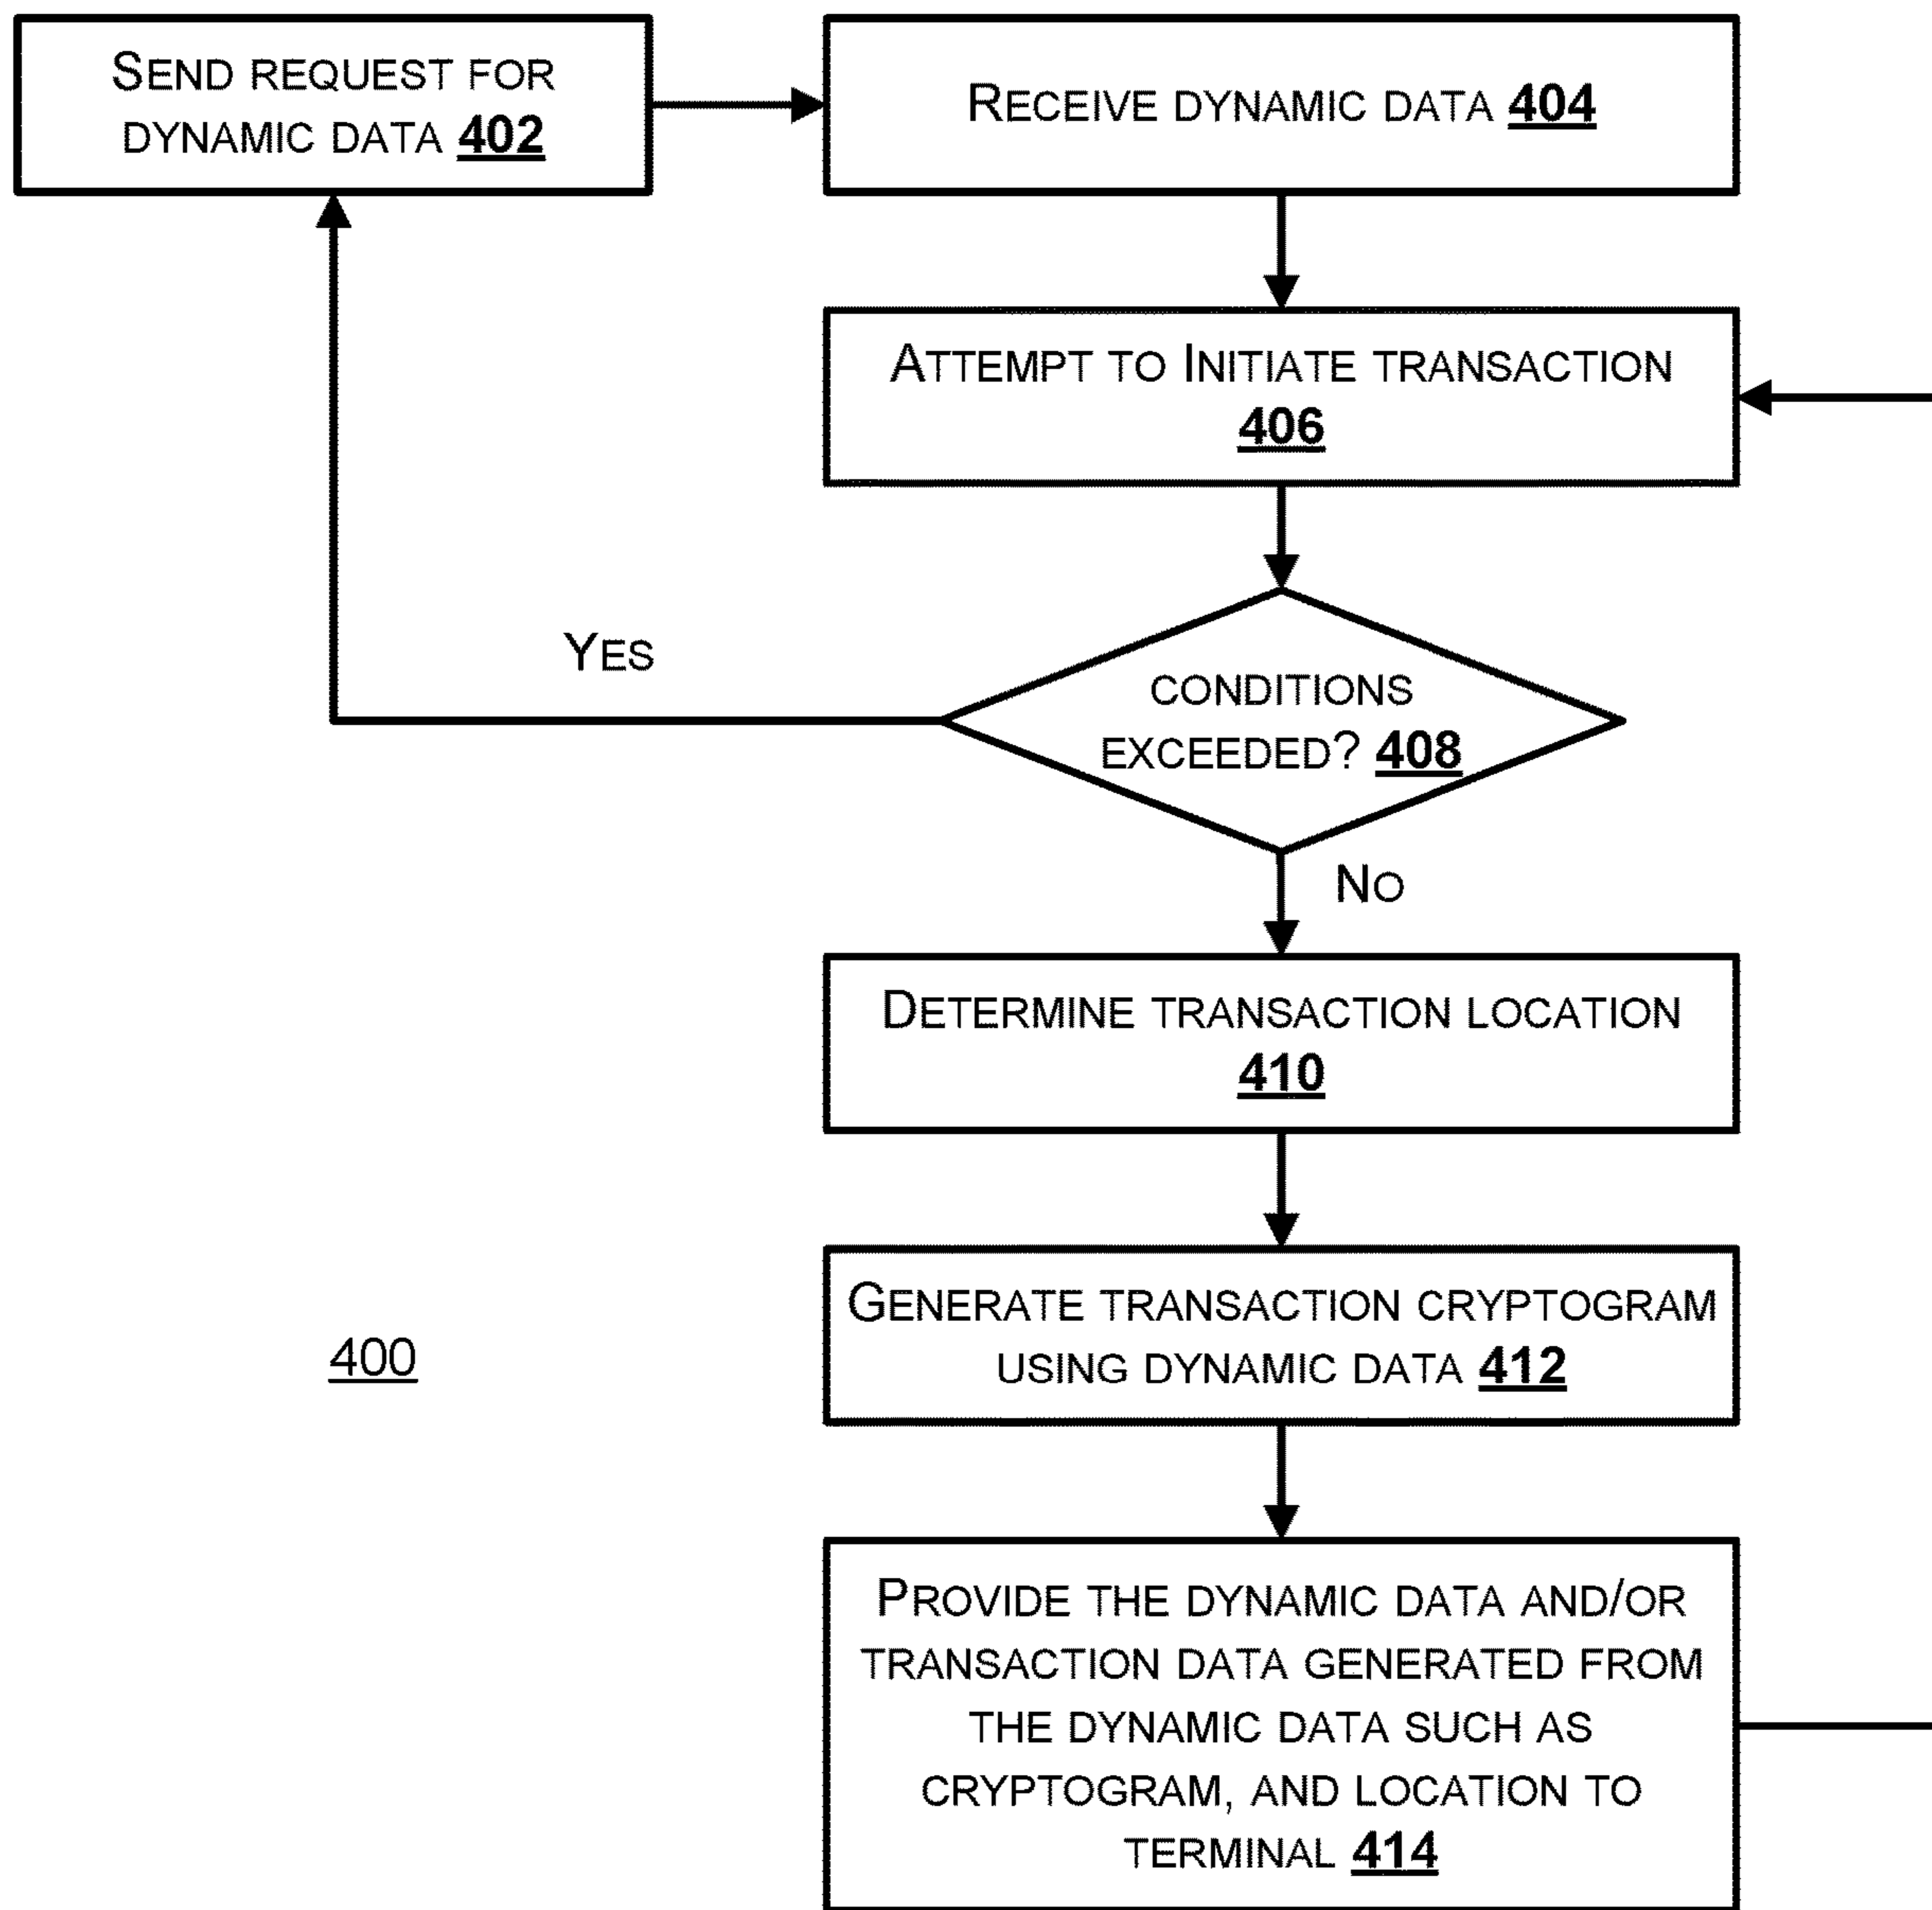 SEND REQUEST FOR
DYNAMIC DATA 402
RECEIVE DYNAMIC DATA 404
ATTEMPT TO INITIATE TRANSACTION
406
YES
CONDITIONS
EXCEEDED? 408
NO
DETERMINE TRANSACTION LOCATION
410
GENERATE TRANSACTION CRYPTOGRAM
USING DYNAMIC DATA 412
400
PROVIDE THE DYNAMIC DATA AND/OR
TRANSACTION DATA GENERATED FROM
THE DYNAMIC DATA SUCH AS
CRYPTOGRAM, AND LOCATION TO
TERMINAL 414